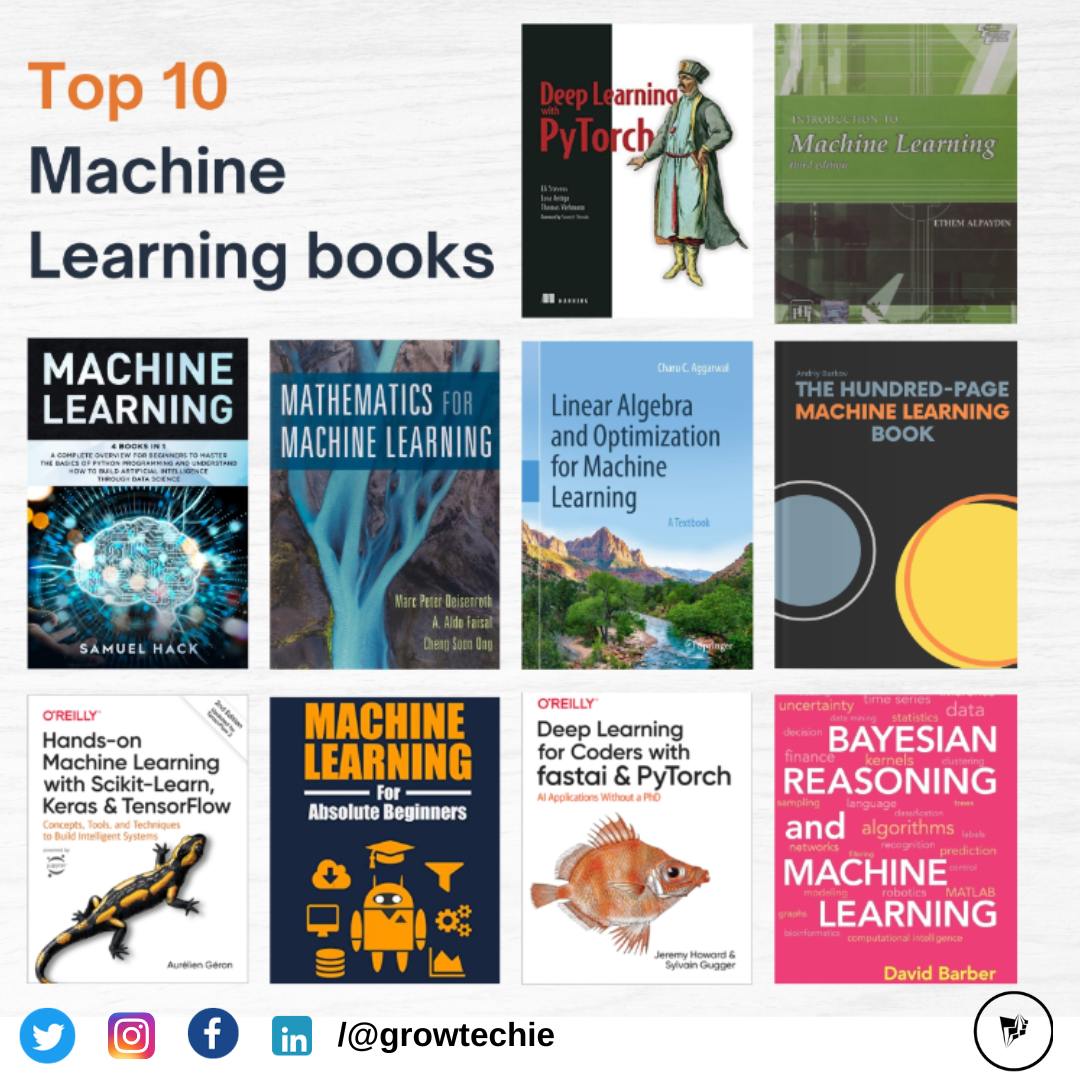 Top 10
Machine
Learning books
Deep Learning
with
PyTorch
Eli Stevens
Luca Antiga
Thomas Viehmann
MANNING
INTRODUCTION TO
Machine Learning
third edition
ETHEM ALPAYDIN
MACHINE
LEARNING
4 BOOKS IN 1
A COMPLETE OVERVIEW FOR BEGINNERS TO MASTER
THE BASICS OF PYTHON PROGRAMMING AND UNDERSTAND
HOW TO BUILD ARTIFICIAL INTELLIGENCE
THROUGH DATA SCIENCE
SAMUEL HACK
MATHEMATICS FOR
MACHINE LEARNING
Marc Peter Deisenroth
A. Aldo Faisal
Cheng Soon Ong
Charu C. Aggarwal
Linear Algebra
and Optimization
for Machine
Learning
A Textbook
Springer
Andriy Burkov
THE HUNDRED-PAGE
MACHINE LEARNING
BOOK
O'REILLY
2nd Edition
Updated for
TensorFlow 2
Hands-on
Machine Learning
with Scikit-Learn,
Keras & TensorFlow
Concepts, Tools, and Techniques
to Build Intelligent Systems
powered by
jupyter
Aurélien Géron
MACHINE
LEARNING
For
Absolute Beginners
O'REILLY
Deep Learning
for Coders with
fastai & PyTorch
AI Applications Without a PhD
Jeremy Howard &
Sylvain Gugger
uncertainty time series data
data mining statistics
decision BAYESIAN
finance kernels clustering
REASONING
sampling language trees
classification
and algorithms labels
networks recognition
filtering prediction
MACHINE control
modeling robotics MATLAB
graphs LEARNING
bioinformatics computational intelligence
David Barber
in
/@growtechie